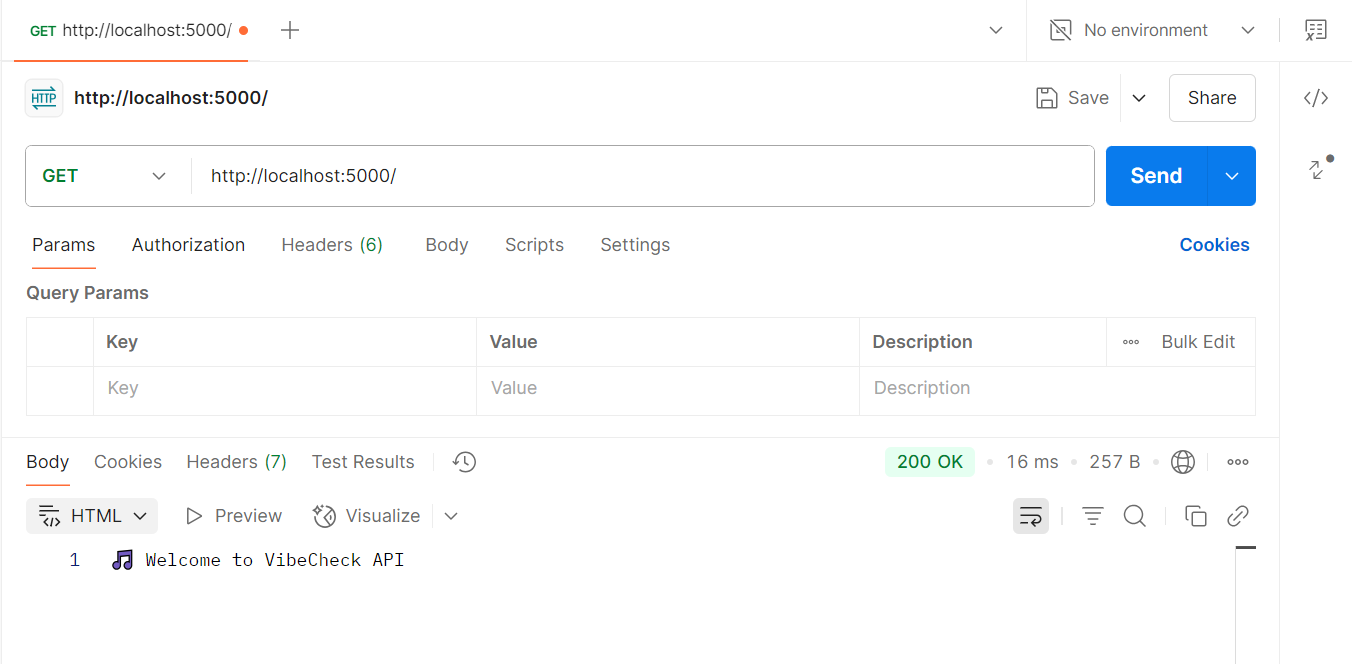 GET http://localhost:5000/ No environment
HTTP http://localhost:5000/ Save Share
GET http://localhost:5000/ Send
Params Authorization Headers (6) Body Scripts Settings Cookies
Query Params
Key Value Description Bulk Edit
Key Value Description
Body Cookies Headers (7) Test Results 200 OK 16 ms 257 B
HTML Preview Visualize
1 🎵 Welcome to VibeCheck API